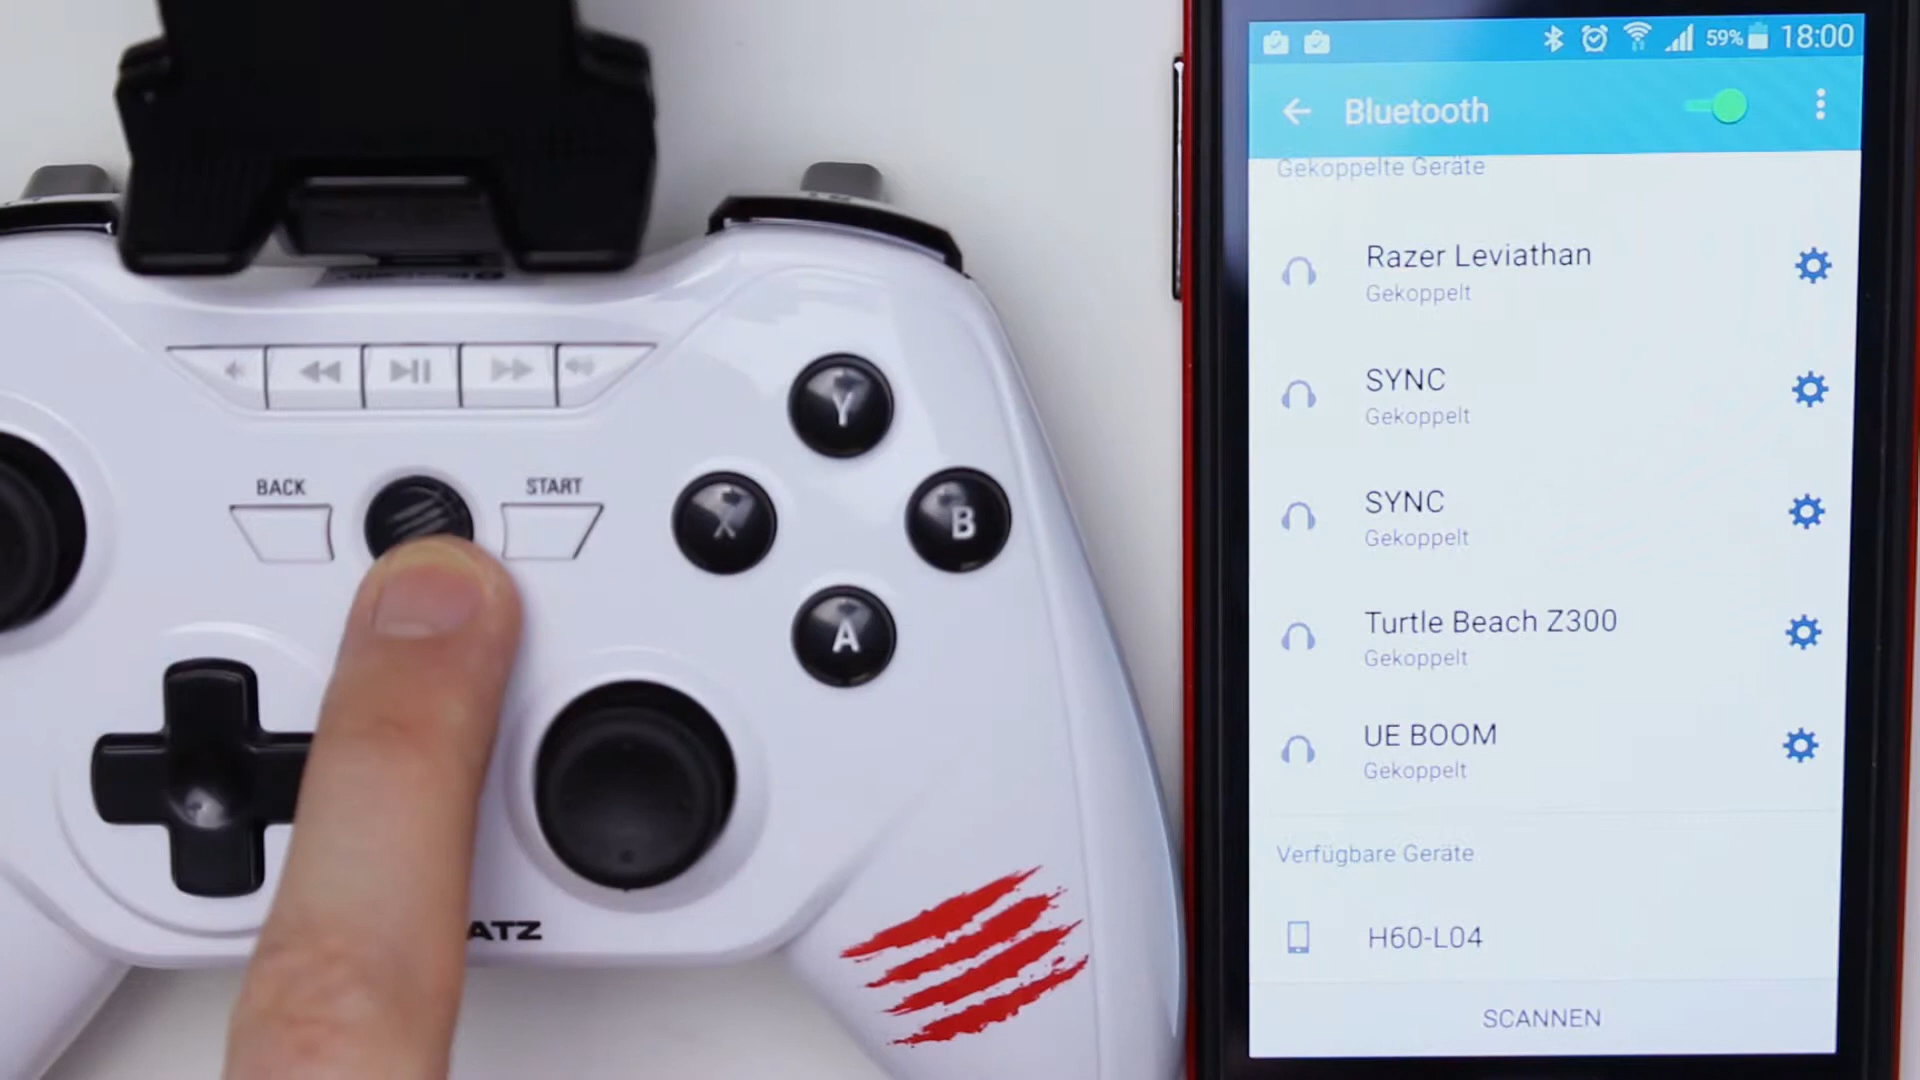 59% 18:00
Bluetooth
Gekoppelte Geräte
Razer Leviathan
Gekoppelt
SYNC
Gekoppelt
SYNC
Gekoppelt
Turtle Beach Z300
Gekoppelt
UE BOOM
Gekoppelt
Verfügbare Geräte
H60-L04
SCANNEN
BACK
START
Y
X
B
A
ATZ